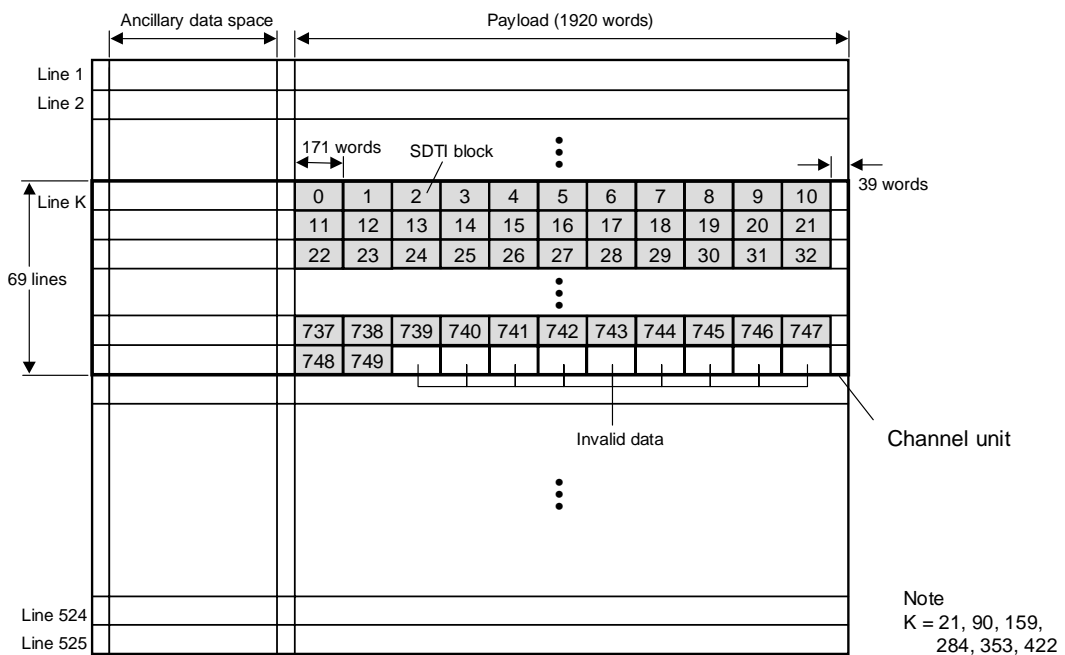 Ancillary data space
Payload (1920 words)
Line 1
Line 2
171 words
SDTI block
39 words
Line K
0 1 2 3 4 5 6 7 8 9 10
11 12 13 14 15 16 17 18 19 20 21
22 23 24 25 26 27 28 29 30 31 32
69 lines
737 738 739 740 741 742 743 744 745 746 747
748 749
Invalid data
Channel unit
Line 524
Line 525
Note
K = 21, 90, 159,
284, 353, 422